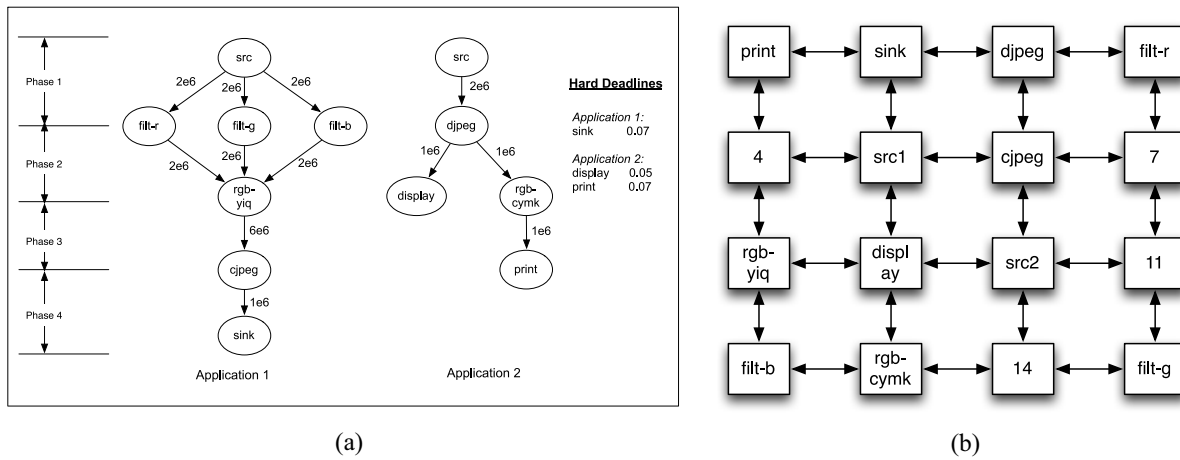 src
2e6
2e6
2e6
filt-r
filt-g
filt-b
2e6
2e6
2e6
rgb-
yiq
6e6
cjpeg
1e6
sink
Application 1
Phase 1
Phase 2
Phase 3
Phase 4
src
2e6
djpeg
1e6
1e6
display
rgb-
cymk
1e6
print
Application 2
Hard Deadlines
Application 1:
sink 0.07
Application 2:
display 0.05
print 0.07
(a)
print
sink
djpeg
filt-r
4
src1
cjpeg
7
rgb-
yiq
displ
ay
src2
11
filt-b
rgb-
cymk
14
filt-g
(b)